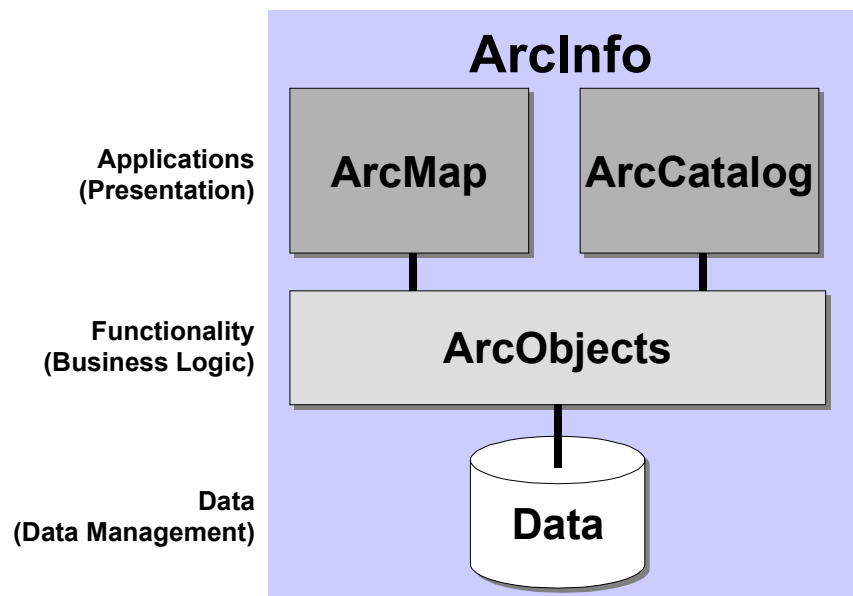 ArcInfo
Applications
(Presentation)
ArcMap
ArcCatalog
Functionality
(Business Logic)
ArcObjects
Data
(Data Management)
Data